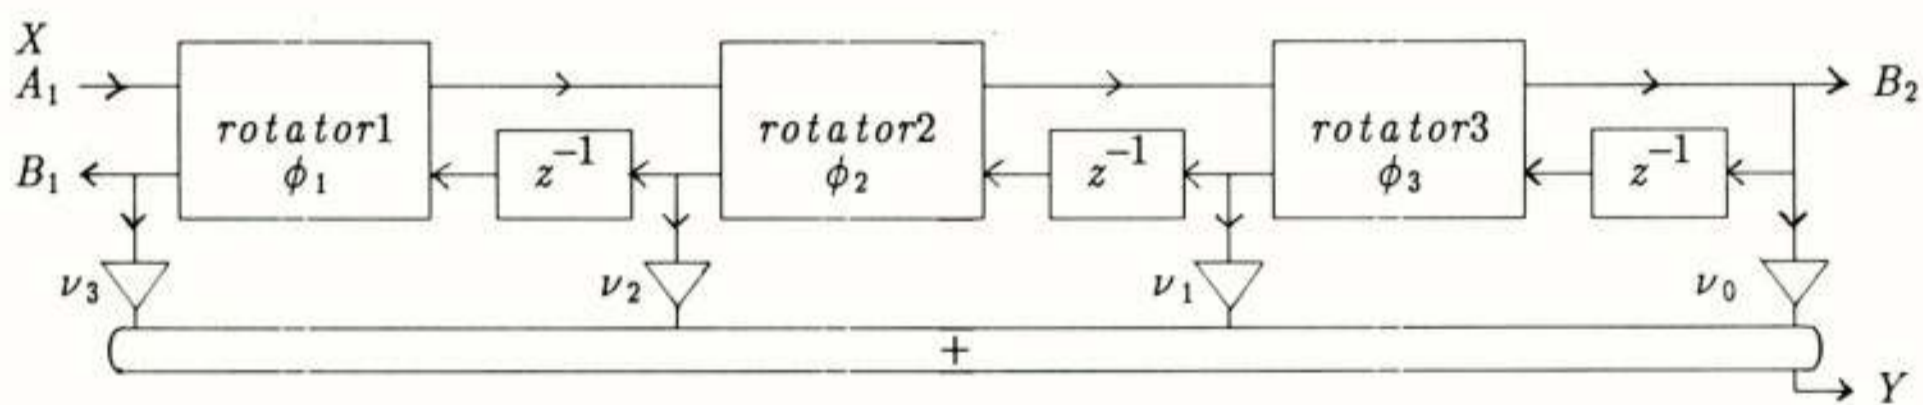 X
A₁ rotator1 φ₁ rotator2 φ₂ rotator3 φ₃ B₂
B₁ z⁻¹ z⁻¹ z⁻¹
ν₃ ν₂ ν₁ ν₀
+
Y